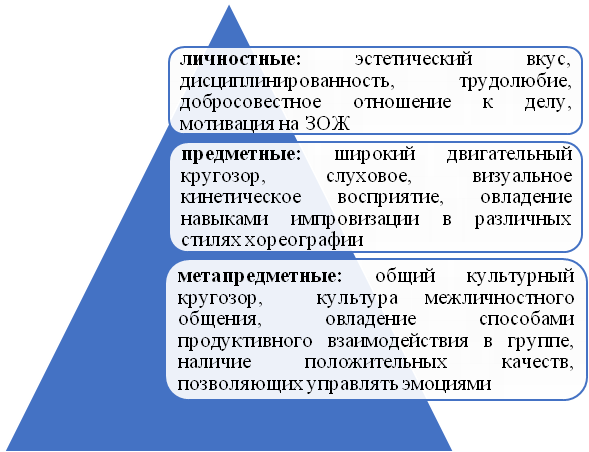 личностные: эстетический вкус,
дисциплинированность, трудолюбие,
добросовестное отношение к делу,
мотивация на ЗОЖ
предметные: широкий двигательный
кругозор, слуховое, визуальное
кинетическое восприятие, овладение
навыками импровизации в различных
стилях хореографии
метапредметные: общий культурный
кругозор, культура межличностного
общения, овладение способами
продуктивного взаимодействия в группе,
наличие положительных качеств,
позволяющих управлять эмоциями